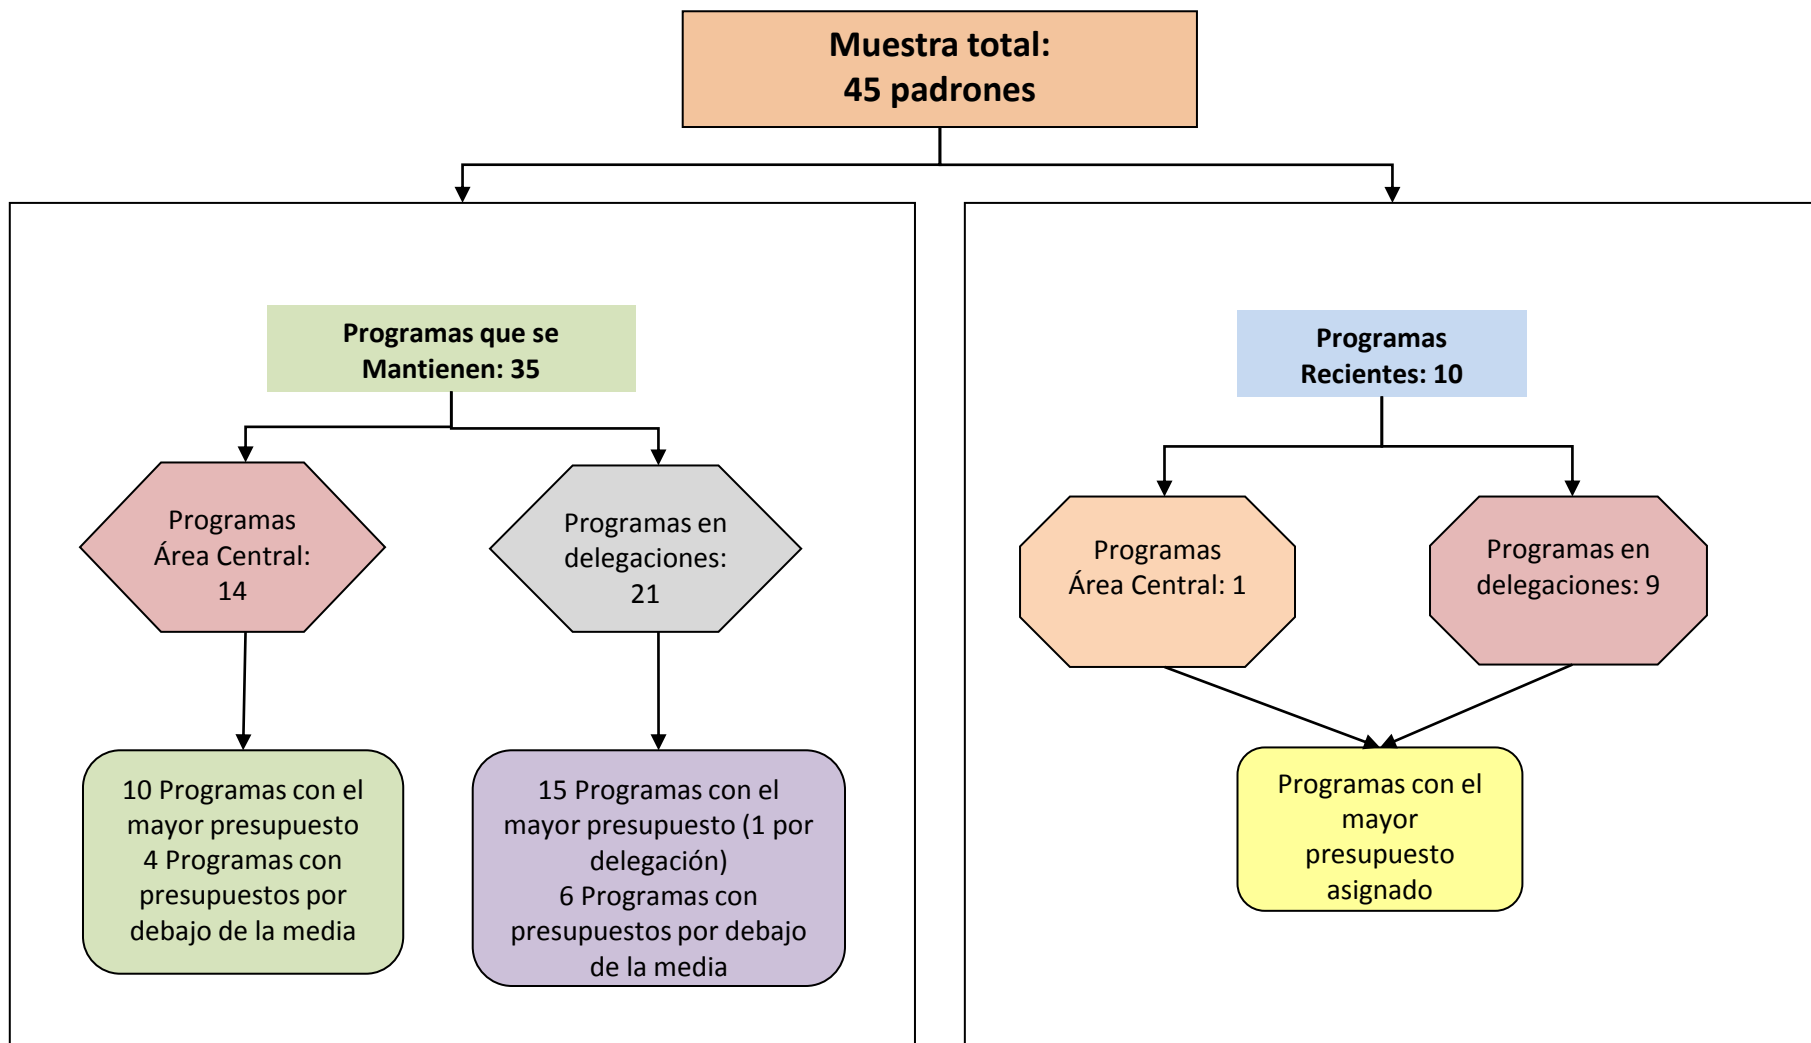 Muestra total:
45 padrones
Programas que se
Mantienen: 35
Programas
Recientes: 10
Programas
Área Central:
14
Programas en
delegaciones:
21
Programas
Área Central: 1
Programas en
delegaciones: 9
10 Programas con el
mayor presupuesto
4 Programas con
presupuestos por
debajo de la media
15 Programas con el
mayor presupuesto (1 por
delegación)
6 Programas con
presupuestos por debajo
de la media
Programas con el
mayor
presupuesto
asignado